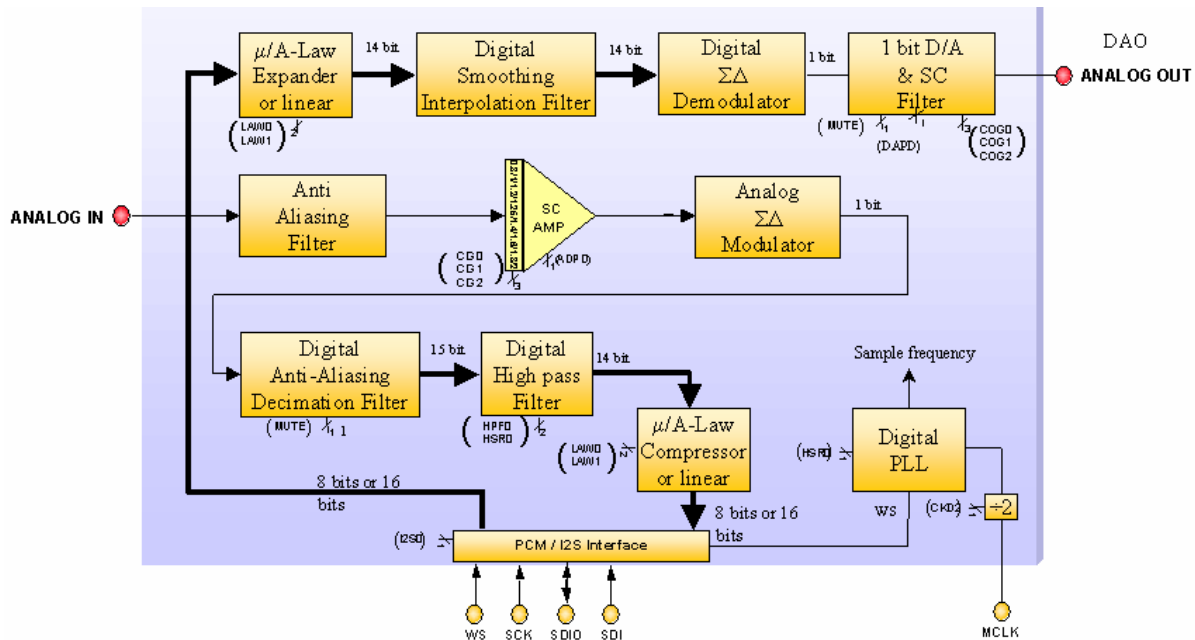 μ/A-Law
Expander
or linear
14 bit
Digital
Smoothing
Interpolation Filter
14 bit
Digital
ΣΔ
Demodulator
1 bit
1 bit D/A
& SC
Filter
DAO
ANALOG OUT
(LAW0
LAW1)
2
(MUTE)
1
1
(DAPD)
3
(COG0
COG1
COG2)
ANALOG IN
Anti
Aliasing
Filter
SC
AMP
(CG0
CG1
CG2)
3
1 (ADPD)
Analog
ΣΔ
Modulator
1 bit
Digital
Anti-Aliasing
Decimation Filter
(MUTE) 1 1
15 bit
Digital
High pass
Filter
(HPF0
HSR0)
2
14 bit
μ/A-Law
Compressor
or linear
(LAW0
LAW1)
2
Sample frequency
Digital
PLL
(HSR0)
1
8 bits or 16
bits
8 bits or 16
bits
WS
(CKD2)
1
÷2
(I2S0)
1
PCM / I2S Interface
WS
SCK
SDIO
SDI
MCLK